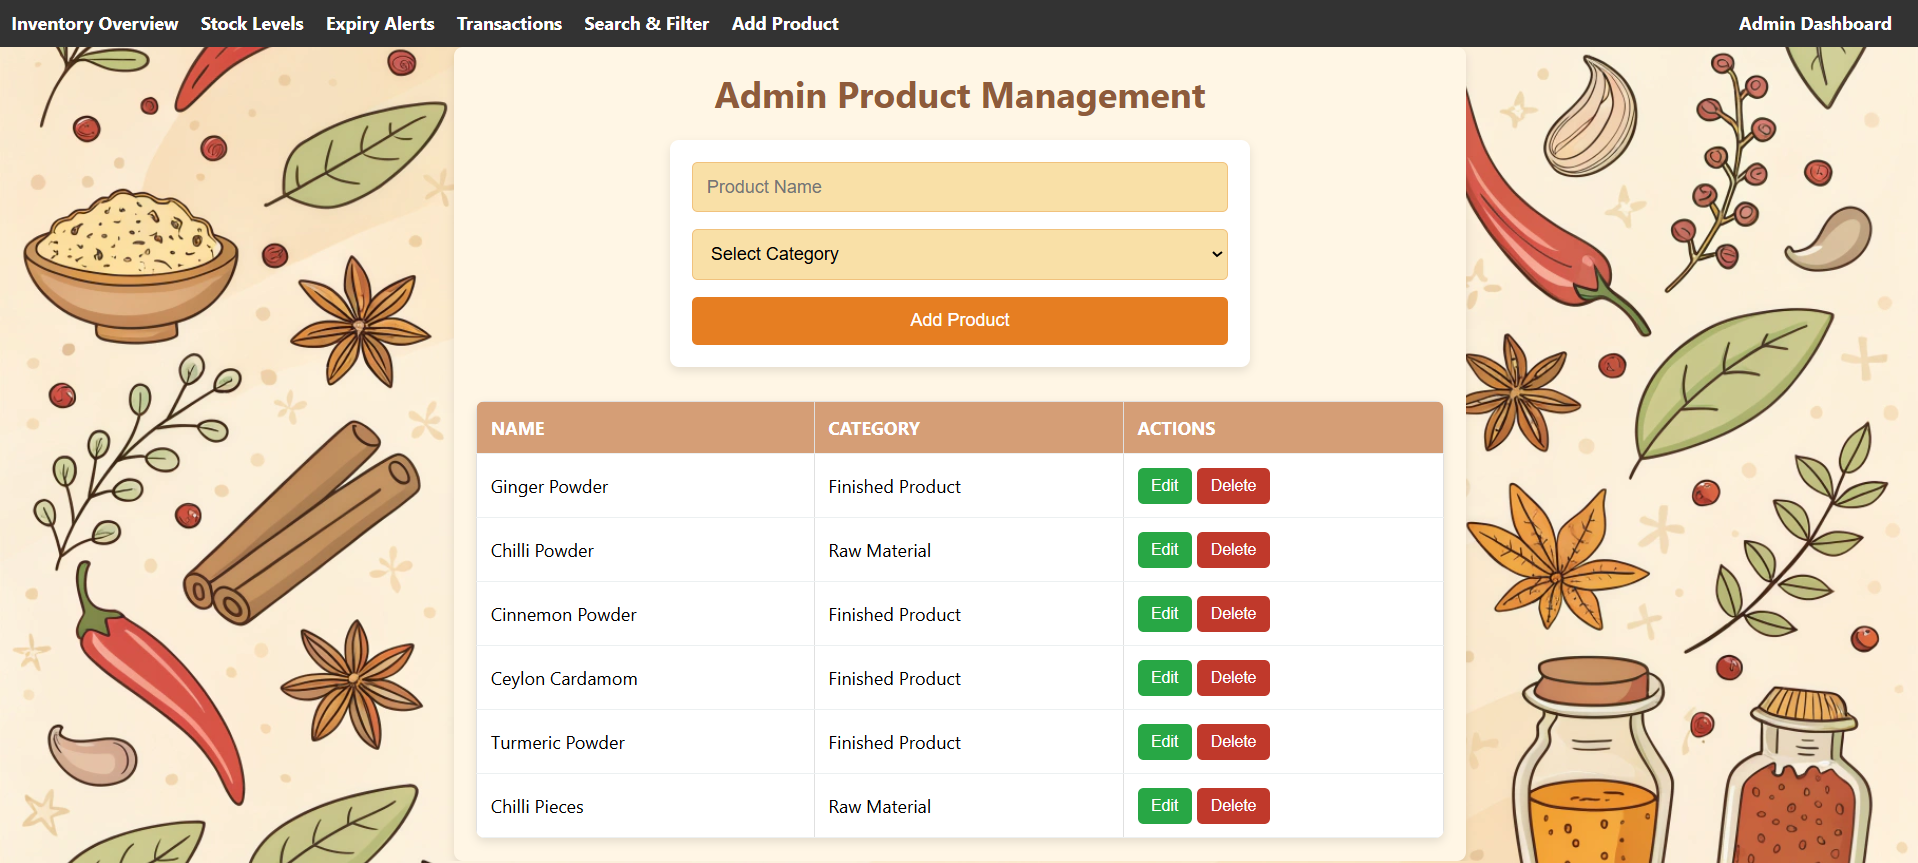 Inventory Overview Stock Levels Expiry Alerts Transactions Search & Filter Add Product Admin Dashboard
Admin Product Management
Product Name
Select Category
Add Product
NAME CATEGORY ACTIONS
Ginger Powder Finished Product Edit Delete
Chilli Powder Raw Material Edit Delete
Cinnemon Powder Finished Product Edit Delete
Ceylon Cardamom Finished Product Edit Delete
Turmeric Powder Finished Product Edit Delete
Chilli Pieces Raw Material Edit Delete